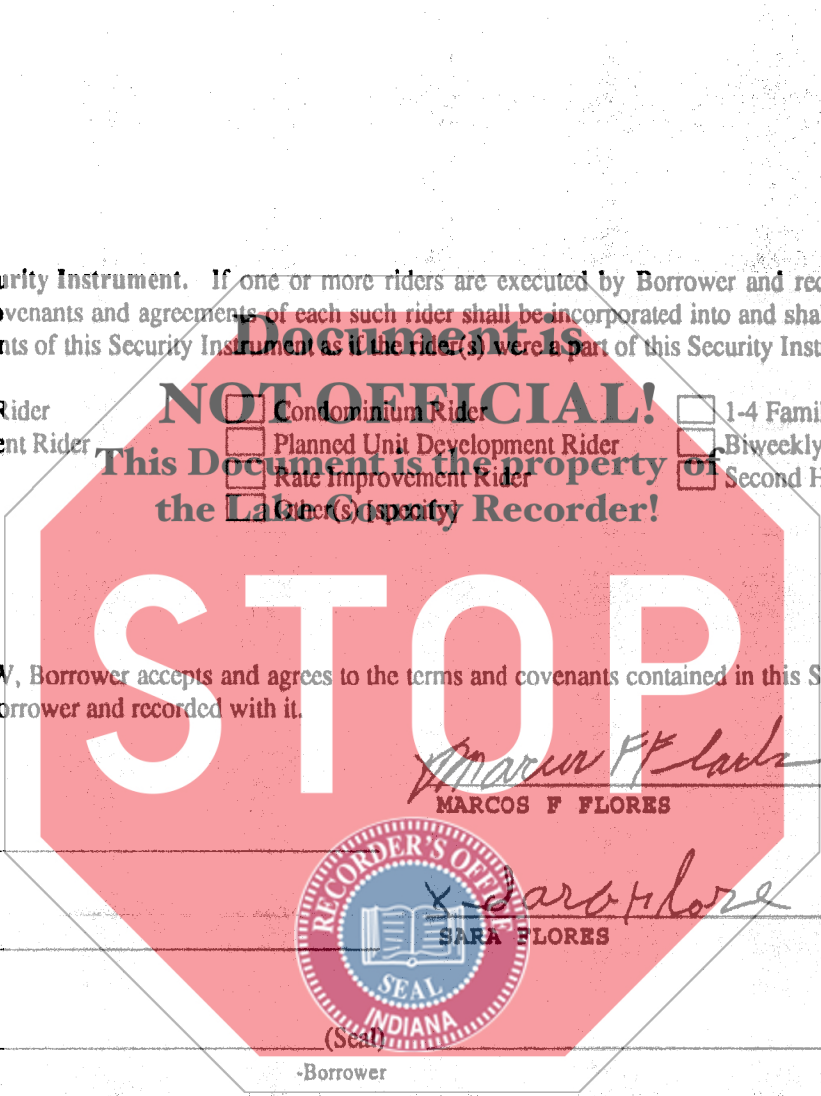 urity Instrument. If one or more riders are executed by Borrower and rec
venants and agreements of each such rider shall be incorporated into and sha
nts of this Security Instrument as if the rider(s) were a part of this Security Inst
Document is
NOT OFFICIAL!
This Document is the property of
the Lake County Recorder!
Rider Condominium Rider 1-4 Fami
ent Rider Planned Unit Development Rider Biweekly
Rate Improvement Rider Second H
Other(s) [specify]
STOP
V, Borrower accepts and agrees to the terms and covenants contained in this S
orrower and recorded with it.
MARCOS F FLORES
x Sara Flore
SARA FLORES
RECORDER'S OFFICE
SEAL
INDIANA
(Seal)
-Borrower